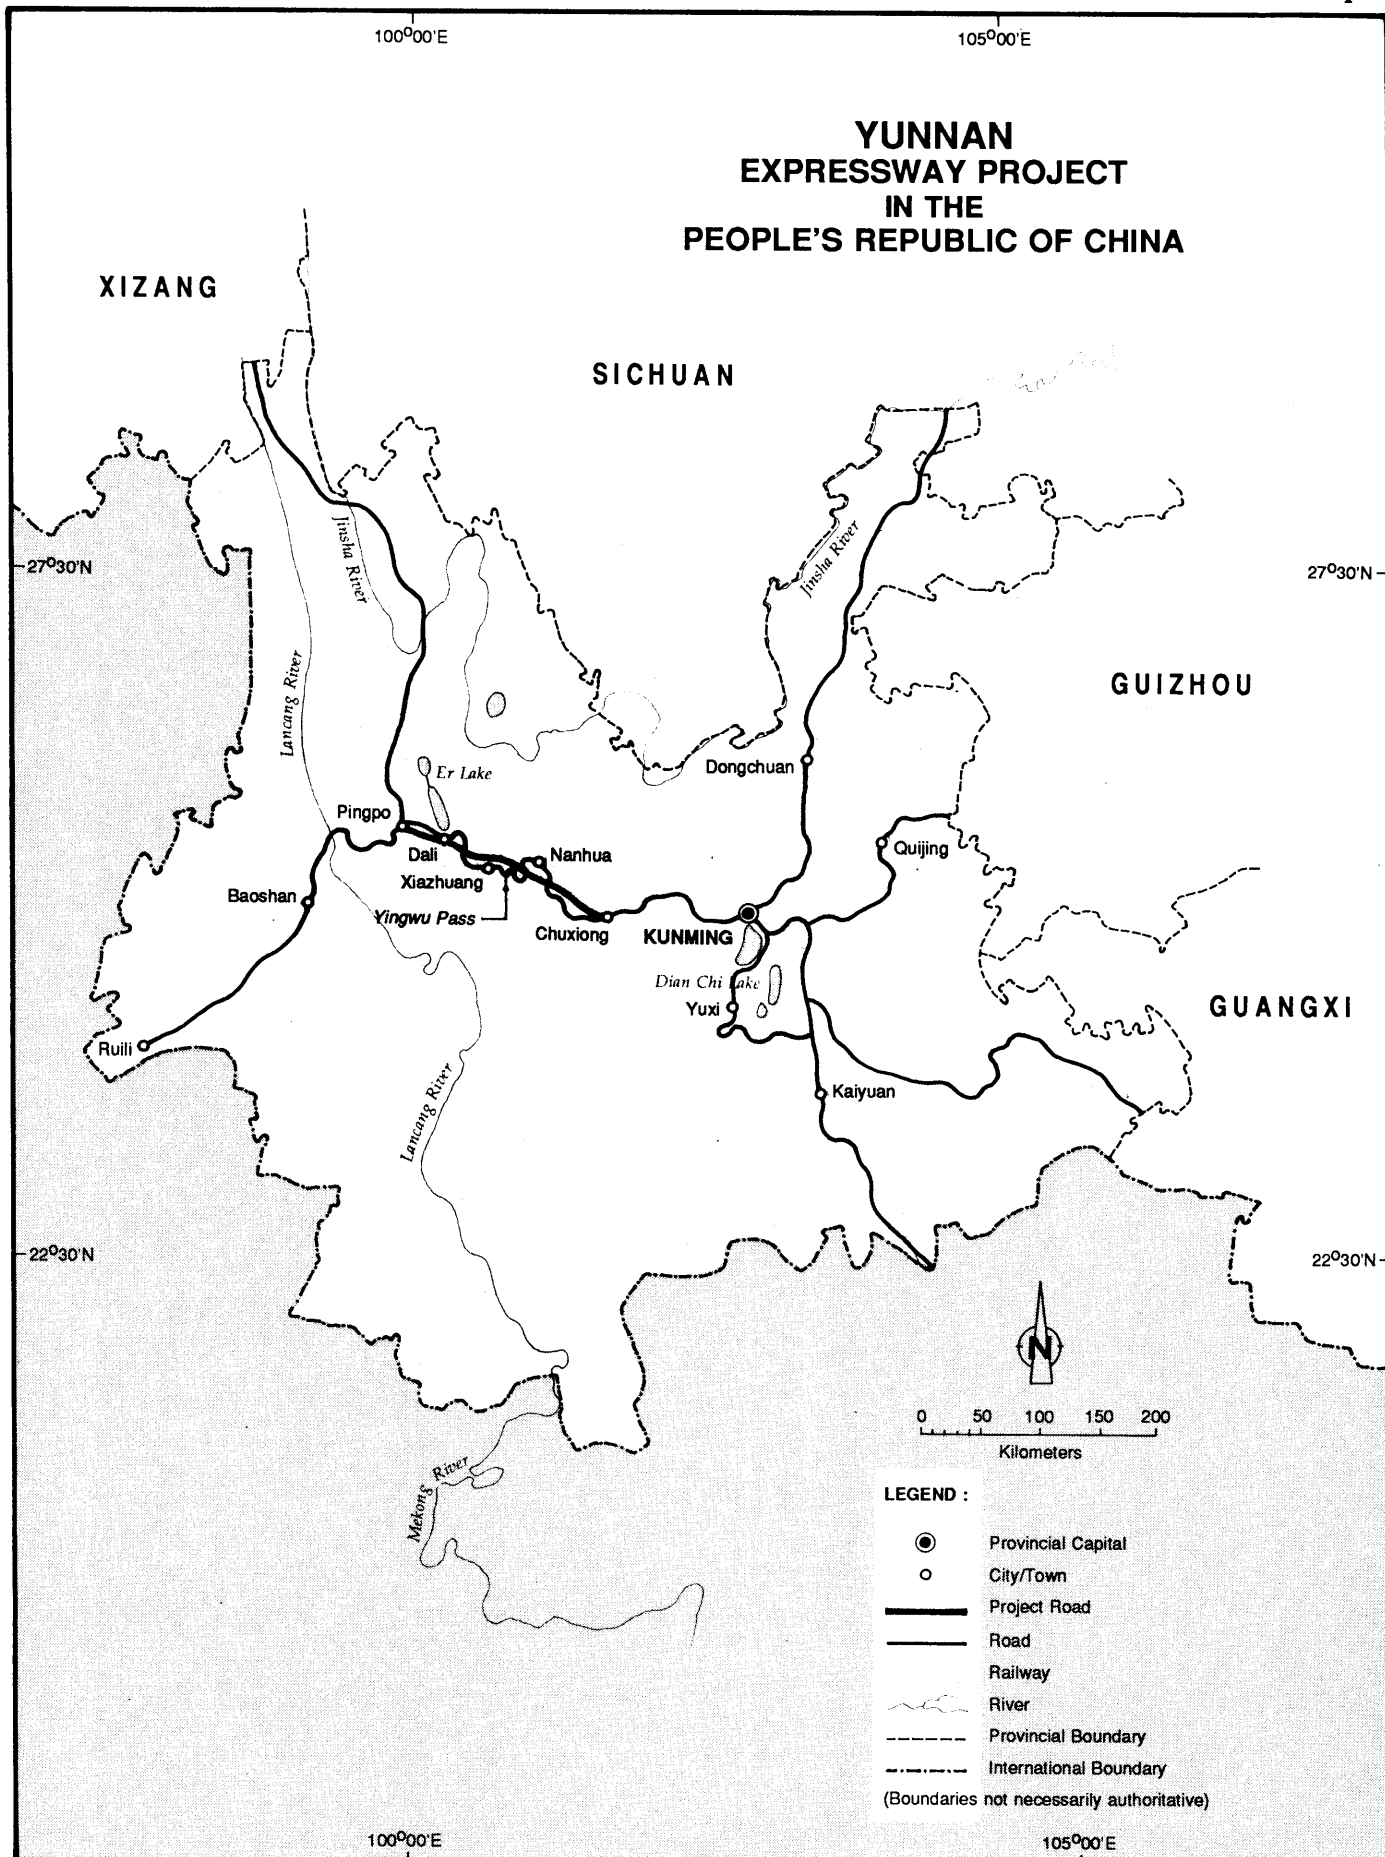 100°00'E
105°00'E
YUNNAN
EXPRESSWAY PROJECT
IN THE
PEOPLE'S REPUBLIC OF CHINA
XIZANG
SICHUAN
Jinsha River
Jinsha River
27°30'N
27°30'N
Lancang River
GUIZHOU
Er Lake
Dongchuan
Pingpo
Dali
Nanhua
Quijing
Xiazhuang
Baoshan
Yingwu Pass
Chuxiong
KUNMING
Dian Chi Lake
Yuxi
GUANGXI
Ruili
Kaiyuan
Lancang River
22°30'N
22°30'N
N
0 50 100 150 200
Kilometers
Mekong River
LEGEND :
Provincial Capital
City/Town
Project Road
Road
Railway
River
Provincial Boundary
International Boundary
(Boundaries not necessarily authoritative)
100°00'E
105°00'E